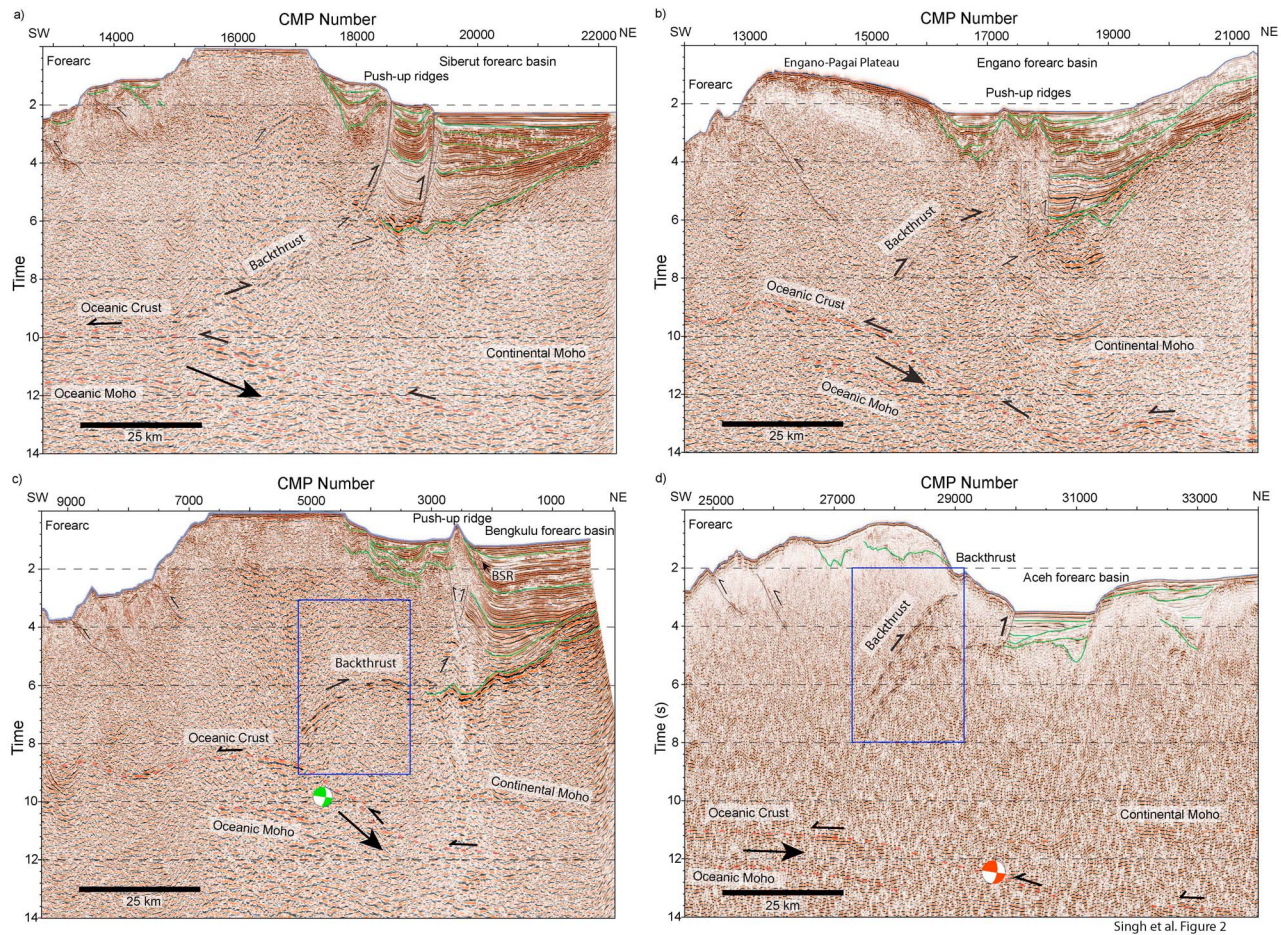 a)
CMP Number
SW 14000 16000 18000 20000 22000 NE
Forearc
Siberut forearc basin
Push-up ridges
2
4
6
8
10
12
14
Time
Backthrust
Oceanic Crust
Continental Moho
Oceanic Moho
25 km
b)
CMP Number
SW 13000 15000 17000 19000 21000 NE
Engano-Pagai Plateau
Engano forearc basin
Forearc
Push-up ridges
2
4
6
8
10
12
14
Time
Backthrust
Oceanic Crust
Continental Moho
Oceanic Moho
25 km
c)
CMP Number
SW 9000 7000 5000 3000 1000 NE
Push-up ridge
Forearc
Bengkulu forearc basin
BSR
2
4
6
8
10
12
14
Time
Backthrust
Oceanic Crust
Continental Moho
Oceanic Moho
25 km
d)
CMP Number
SW 25000 27000 29000 31000 33000 NE
Forearc
Backthrust
Aceh forearc basin
2
4
6
8
10
12
14
Time (s)
Backthrust
Oceanic Crust
Continental Moho
Oceanic Moho
25 km
Singh et al. Figure 2